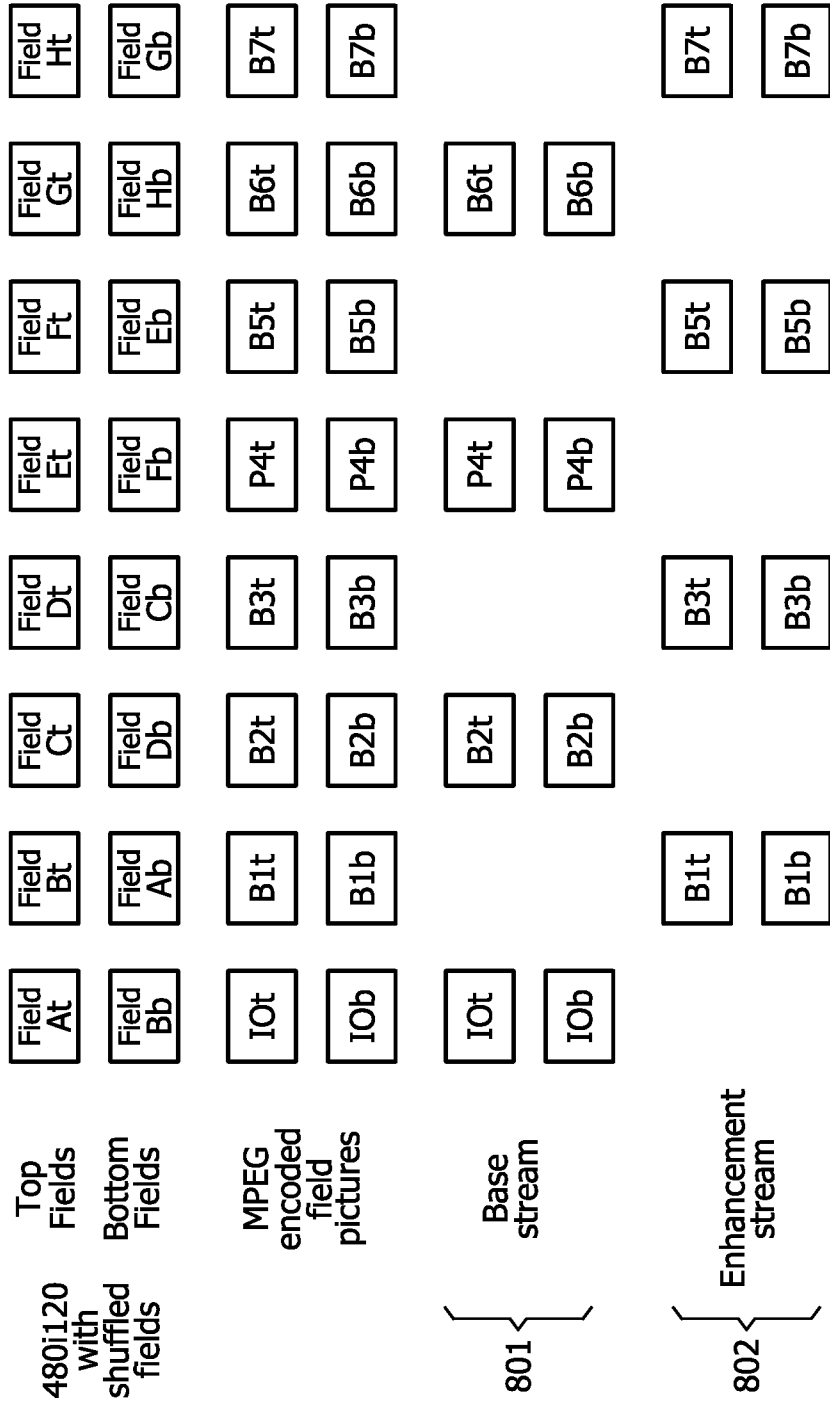 480i120
with
shuffled
fields
Top
Fields
Field
At
Field
Bt
Field
Ct
Field
Dt
Field
Et
Field
Ft
Field
Gt
Field
Ht
Bottom
Fields
Field
Bb
Field
Ab
Field
Db
Field
Cb
Field
Fb
Field
Eb
Field
Hb
Field
Gb
MPEG
encoded
field
pictures
IOt
B1t
B2t
B3t
P4t
B5t
B6t
B7t
IOb
B1b
B2b
B3b
P4b
B5b
B6b
B7b
801
Base
stream
IOt
B2t
P4t
B6t
IOb
B2b
P4b
B6b
802
Enhancement
stream
B1t
B3t
B5t
B7t
B1b
B3b
B5b
B7b